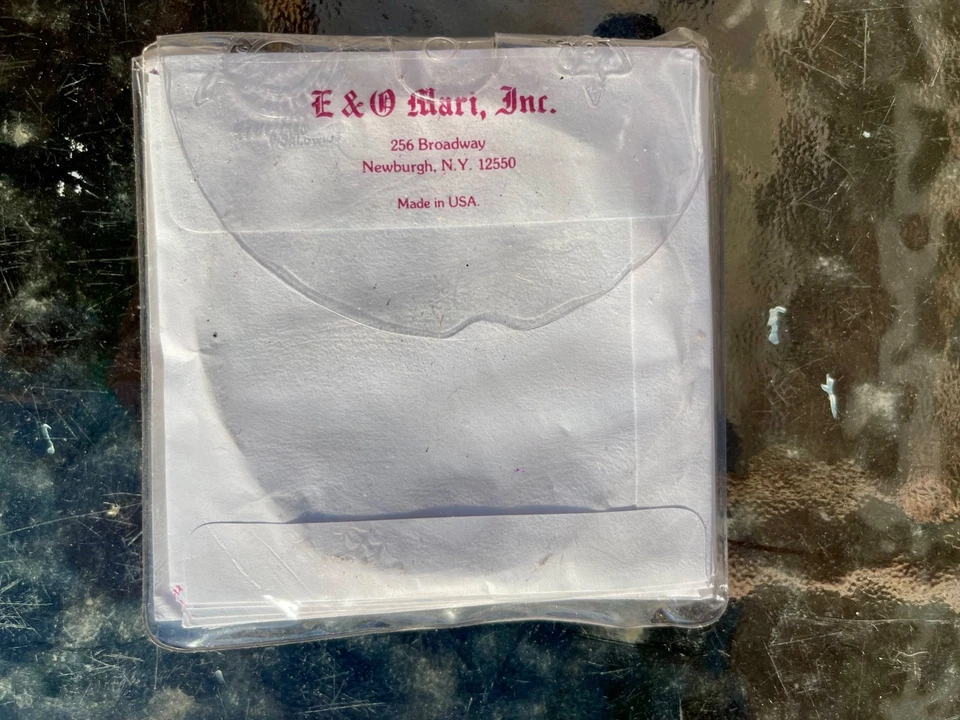 E & O Mari, Inc.
256 Broadway
Newburgh, N.Y. 12550
Made in USA.